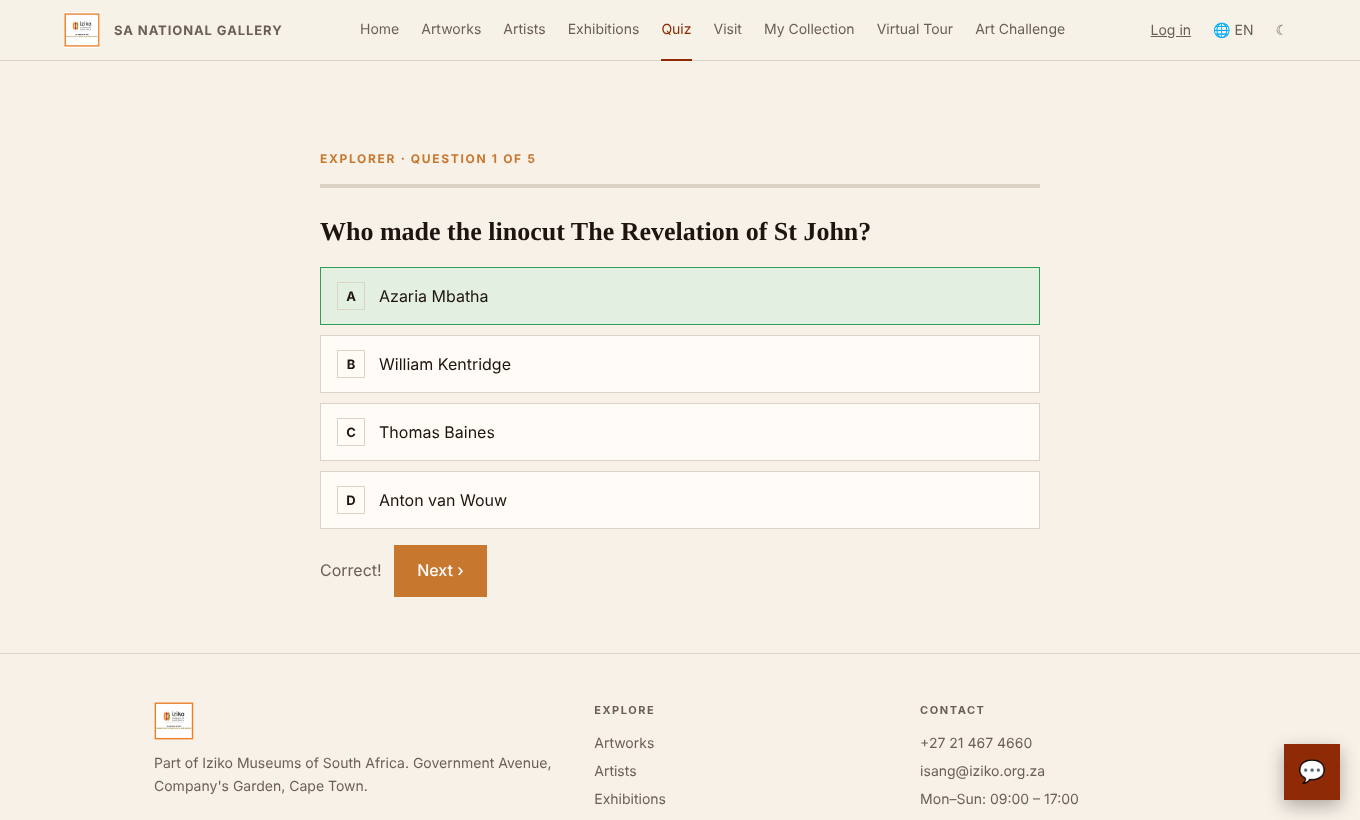 SA NATIONAL GALLERY
Home
Artworks
Artists
Exhibitions
Quiz
Visit
My Collection
Virtual Tour
Art Challenge
Log in
EN
EXPLORER · QUESTION 1 OF 5
Who made the linocut The Revelation of St John?
A Azaria Mbatha
B William Kentridge
C Thomas Baines
D Anton van Wouw
Correct!
Next ›
iziko
Part of Iziko Museums of South Africa. Government Avenue,
Company's Garden, Cape Town.
EXPLORE
Artworks
Artists
Exhibitions
CONTACT
+27 21 467 4660
isang@iziko.org.za
Mon–Sun: 09:00 – 17:00